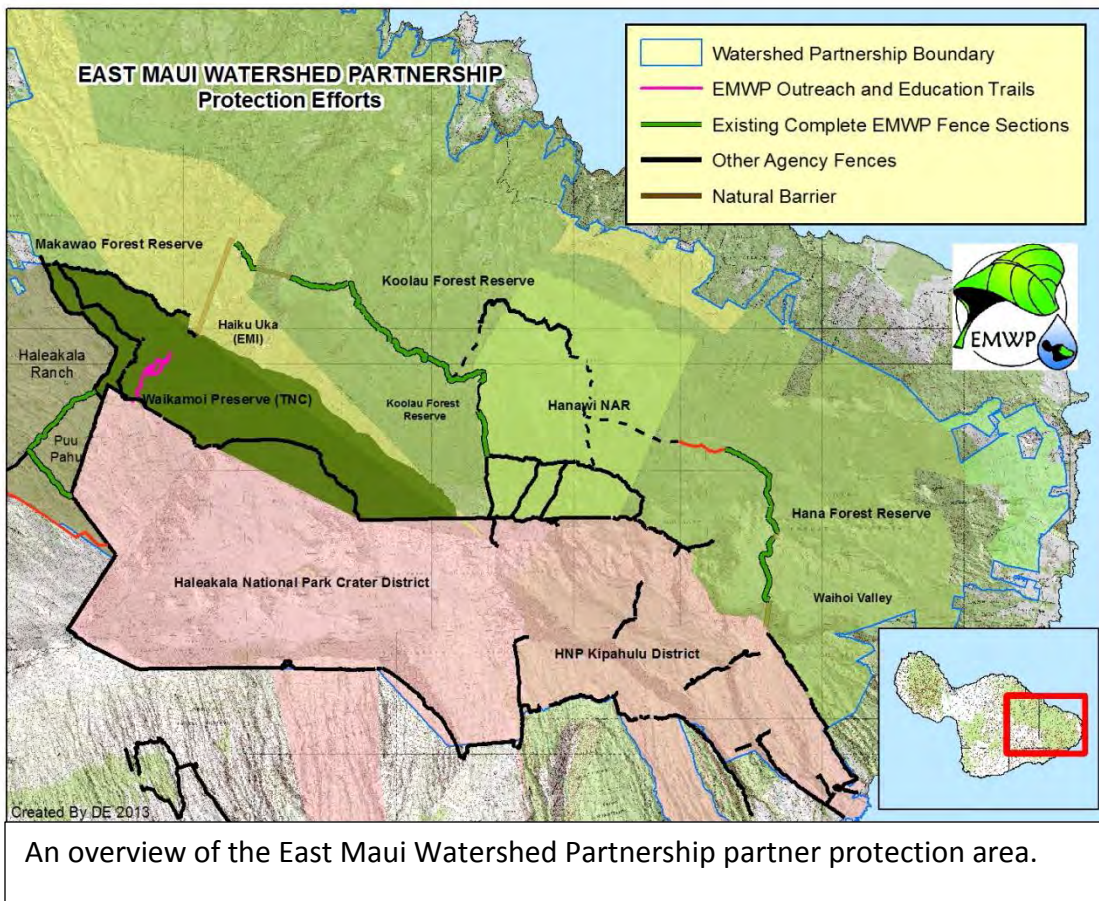 EAST MAUI WATERSHED PARTNERSHIP
Protection Efforts
Watershed Partnership Boundary
EMWP Outreach and Education Trails
Existing Complete EMWP Fence Sections
Other Agency Fences
Natural Barrier
EMWP
Makawao Forest Reserve
Koolau Forest Reserve
Haiku Uka
(EMI)
Haleakala
Ranch
Waikamoi Preserve (TNC)
Koolau Forest
Reserve
Hanawi NAR
Puu
Pahu
Hana Forest Reserve
Haleakala National Park Crater District
Waihoi Valley
HNP Kipahulu District
Created By DE 2013
An overview of the East Maui Watershed Partnership partner protection area.